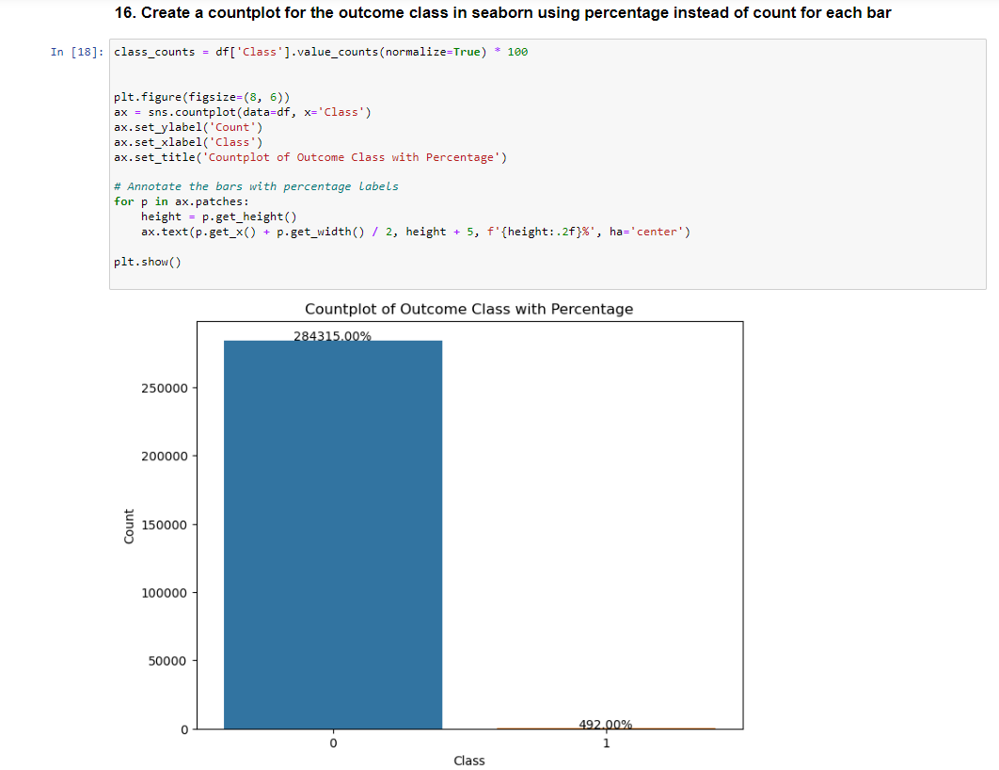 16. Create a countplot for the outcome class in seaborn using percentage instead of count for each bar
In [18]: class_counts = df['Class'].value_counts(normalize=True) * 100
plt.figure(figsize=(8, 6))
ax = sns.countplot(data=df, x='Class')
ax.set_ylabel('Count')
ax.set_xlabel('Class')
ax.set_title('Countplot of Outcome Class with Percentage')
# Annotate the bars with percentage labels
for p in ax.patches:
    height = p.get_height()
    ax.text(p.get_x() + p.get_width() / 2, height + 5, f'{height:.2f}%', ha='center')
plt.show()
Countplot of Outcome Class with Percentage
284315.00%
250000
200000
150000
100000
50000
0
Count
492.00%
0 1
Class